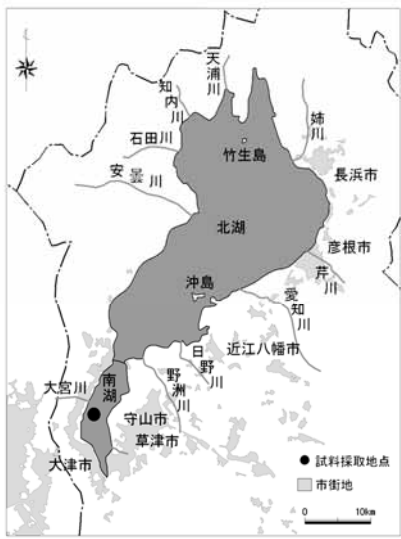 天浦川
知内川
姉川
石田川
竹生島
長浜市
安曇川
北湖
彦根市
芹川
沖島
愛知川
近江八幡市
日野川
野洲川
大宮川
南湖
守山市
草津市
大津市
試料採取地点
市街地
0
10km